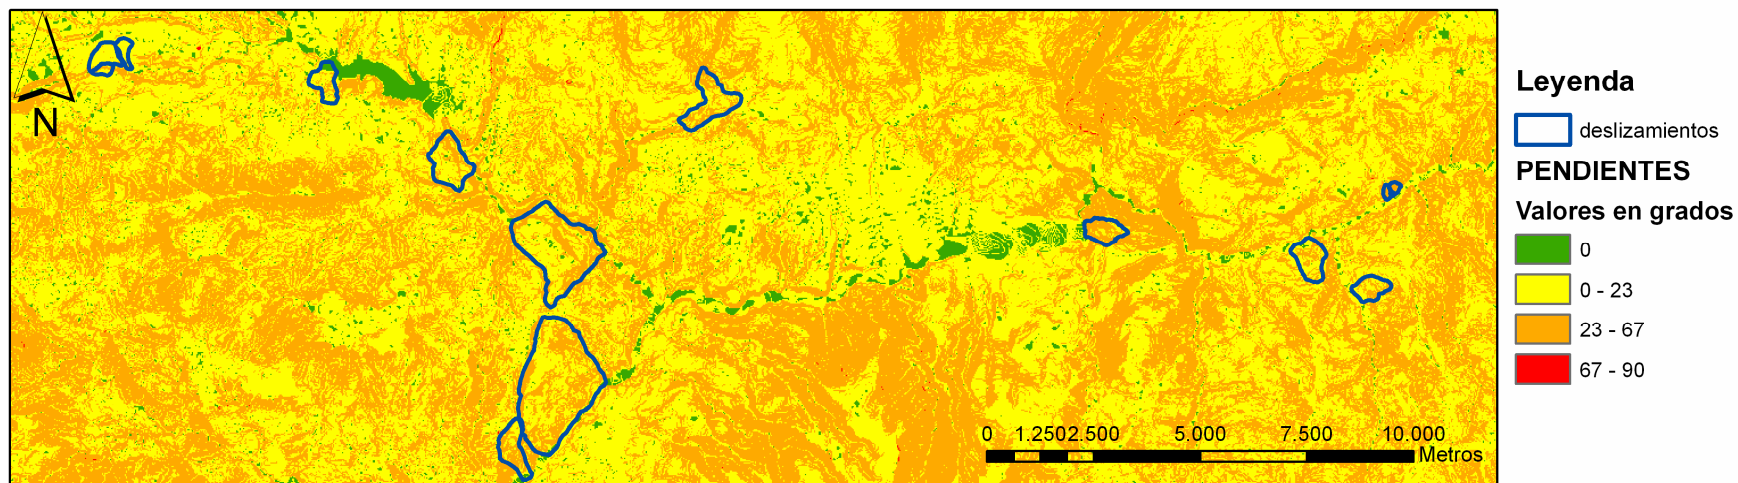 N
Leyenda
deslizamientos
PENDIENTES
Valores en grados
0
0 - 23
23 - 67
67 - 90
0 1.250 2.500 5.000 7.500 10.000
Metros